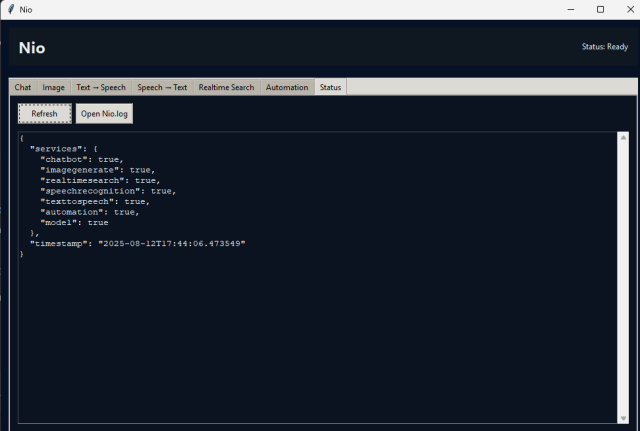 Nio
Nio
Status: Ready
Chat Image Text → Speech Speech → Text Realtime Search Automation Status
Refresh Open Nio.log
{
"services": {
"chatbot": true,
"imagegenerate": true,
"realtimesearch": true,
"speechrecognition": true,
"texttospeech": true,
"automation": true,
"model": true
},
"timestamp": "2025-08-12T17:44:06.473549"
}